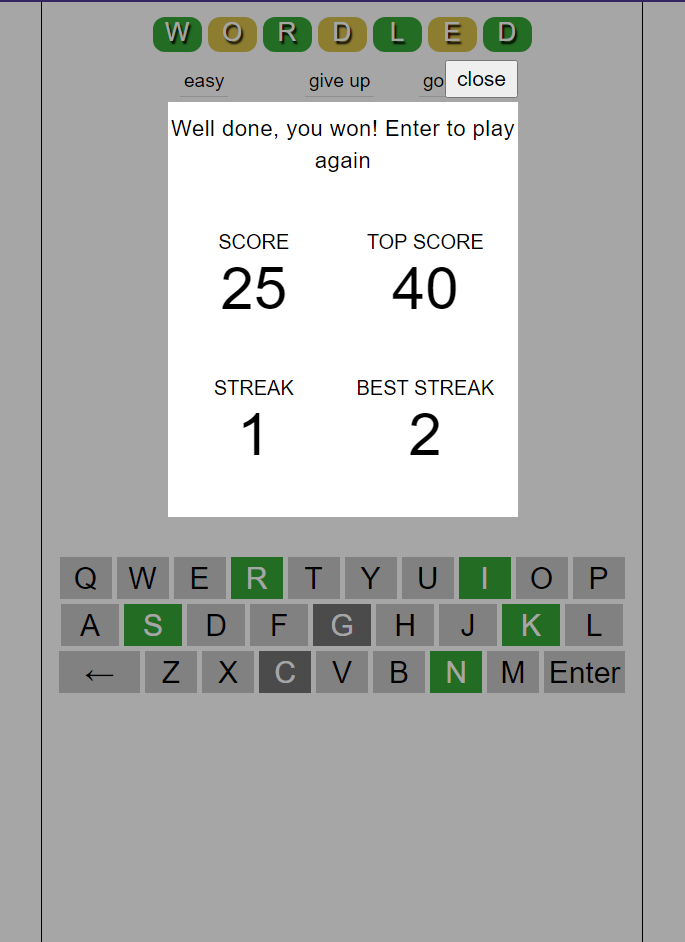 WORDLED
easy give up go close
Well done, you won! Enter to play
again
SCORE TOP SCORE
25 40
STREAK BEST STREAK
1 2
Q W E R T Y U I O P
A S D F G H J K L
← Z X C V B N M Enter